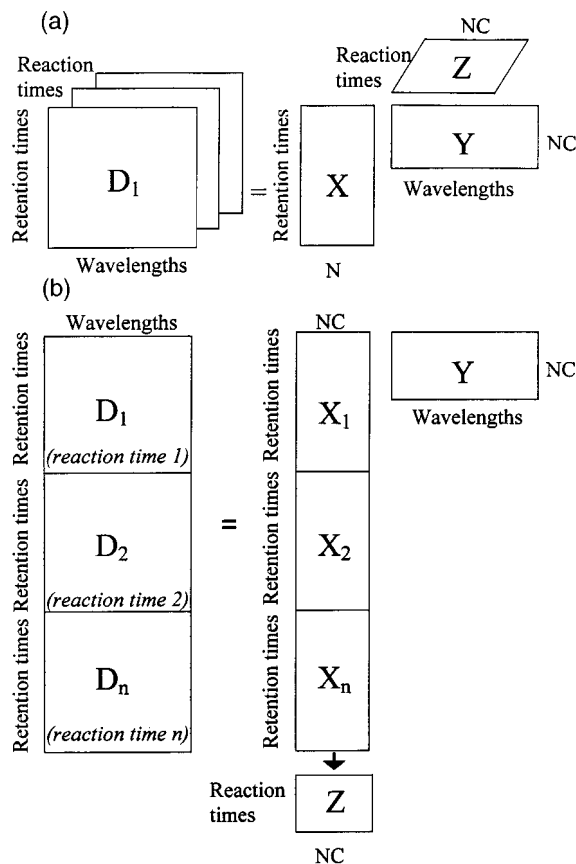 (a)
NC
Reaction times
Reaction times
Z
Retention times
D1
=
Retention times
X
Y
NC
Wavelengths
Wavelengths
N
(b)
Wavelengths
NC
Retention times
D1
(reaction time 1)
Retention times
X1
Y
NC
Wavelengths
Retention times
D2
(reaction time 2)
=
Retention times
X2
Retention times
Dn
(reaction time n)
Retention times
Xn
Reaction times
Z
NC